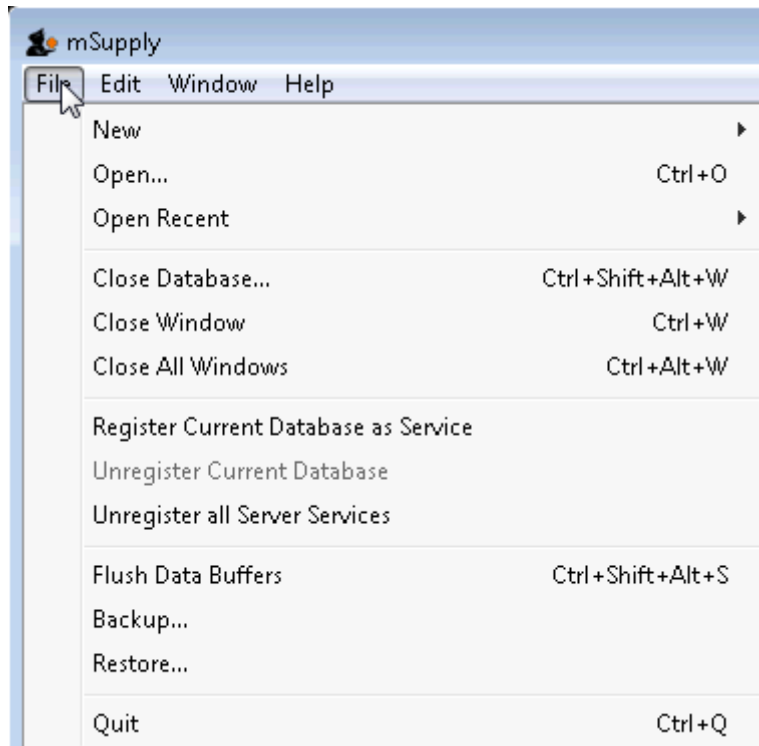 mSupply
File Edit Window Help
New
Open... Ctrl+O
Open Recent
Close Database... Ctrl+Shift+Alt+W
Close Window Ctrl+W
Close All Windows Ctrl+Alt+W
Register Current Database as Service
Unregister Current Database
Unregister all Server Services
Flush Data Buffers Ctrl+Shift+Alt+S
Backup...
Restore...
Quit Ctrl+Q